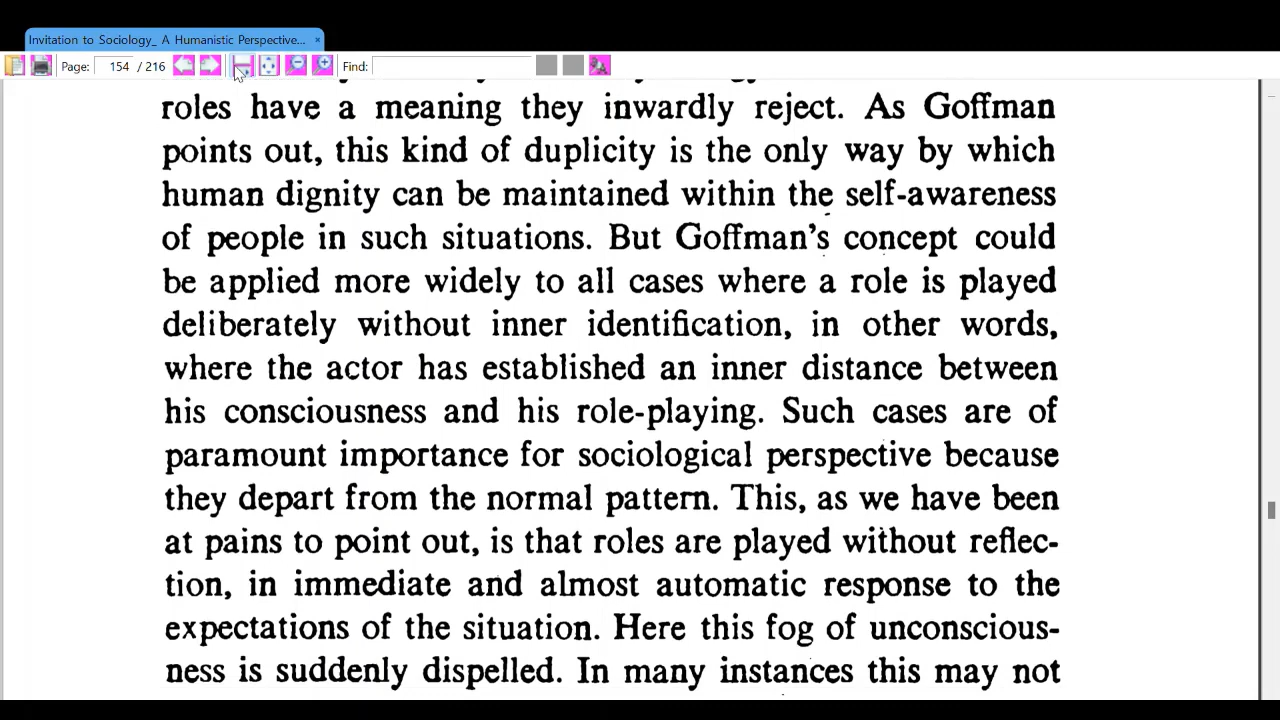 Invitation to Sociology_ A Humanistic Perspective... ×
Page: 154 / 216 Find:
roles have a meaning they inwardly reject. As Goffman
points out, this kind of duplicity is the only way by which
human dignity can be maintained within the self-awareness
of people in such situations. But Goffman's concept could
be applied more widely to all cases where a role is played
deliberately without inner identification, in other words,
where the actor has established an inner distance between
his consciousness and his role-playing. Such cases are of
paramount importance for sociological perspective because
they depart from the normal pattern. This, as we have been
at pains to point out, is that roles are played without reflec-
tion, in immediate and almost automatic response to the
expectations of the situation. Here this fog of unconscious-
ness is suddenly dispelled. In many instances this may not